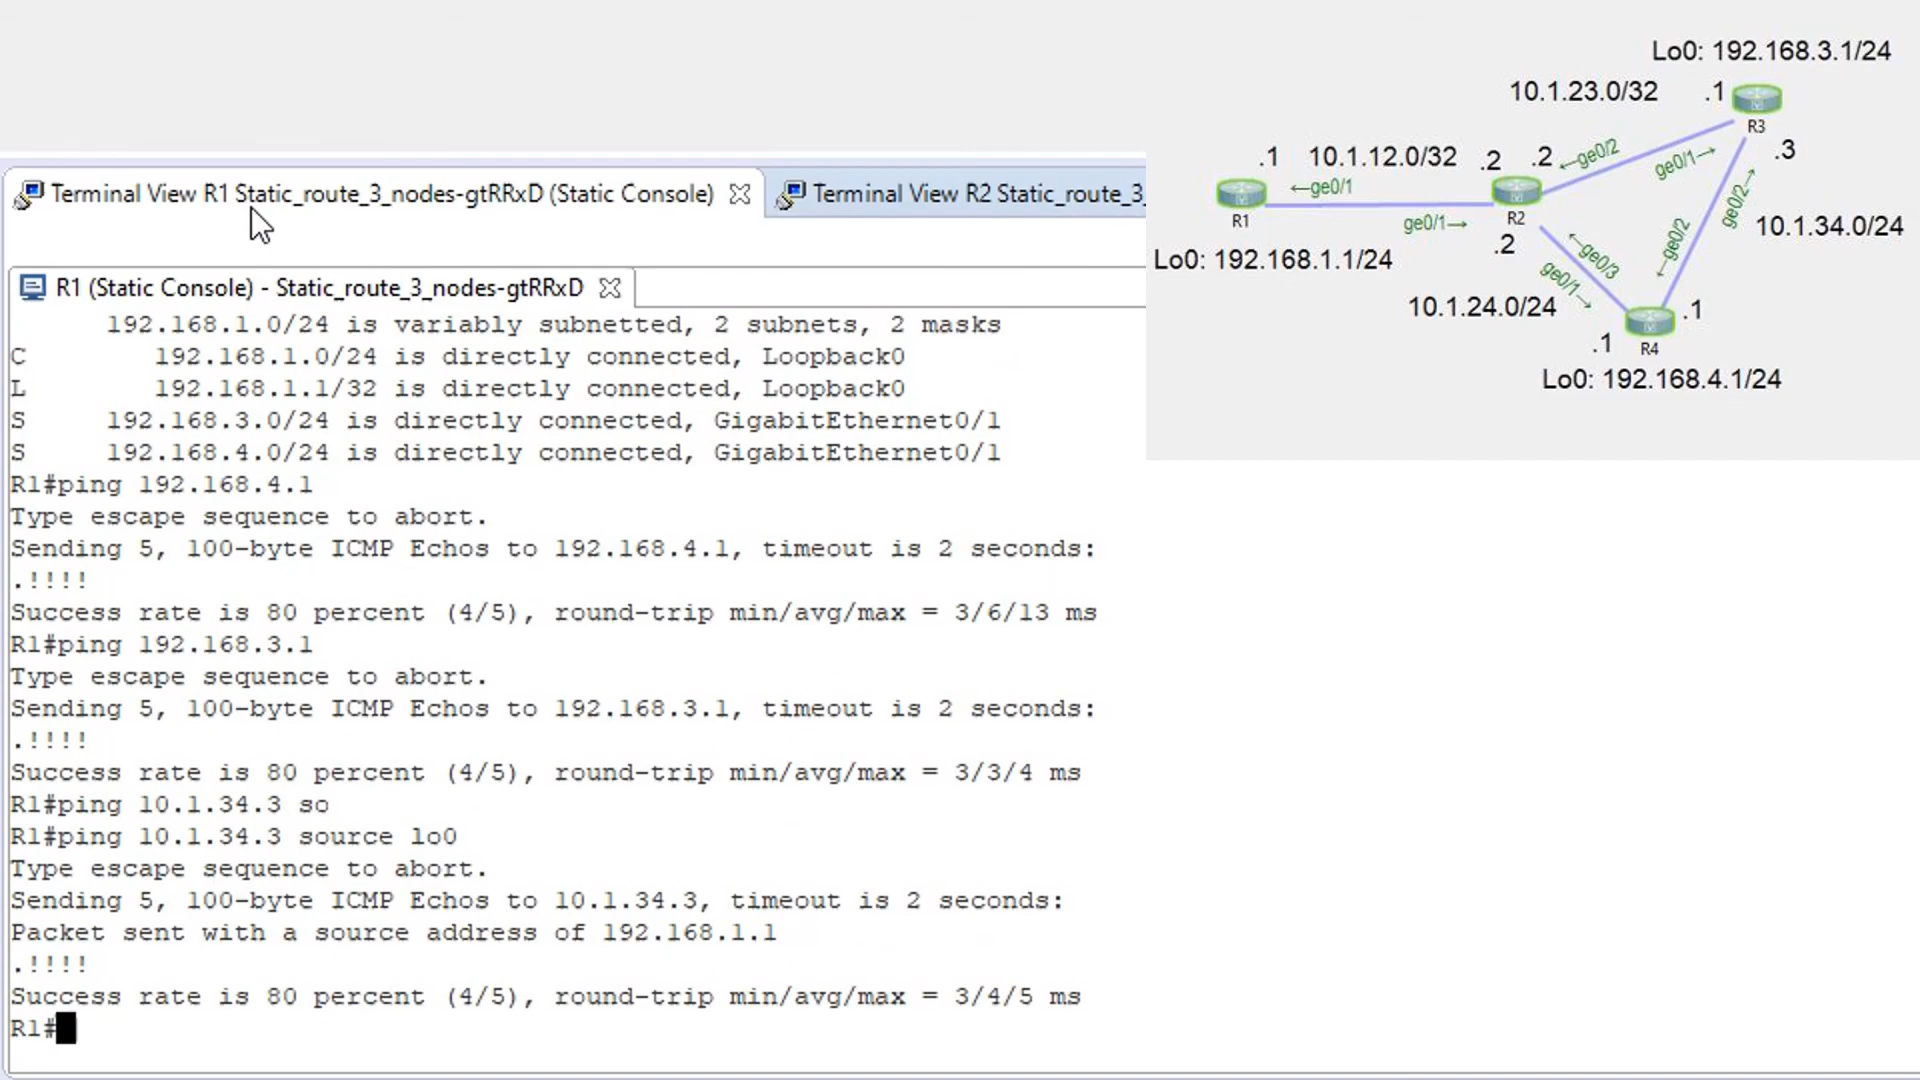 Terminal View R1 Static_route_3_nodes-gtRRxD (Static Console)
Terminal View R2 Static_route_3_
R1 (Static Console) - Static_route_3_nodes-gtRRxD
192.168.1.0/24 is variably subnetted, 2 subnets, 2 masks
C 192.168.1.0/24 is directly connected, Loopback0
L 192.168.1.1/32 is directly connected, Loopback0
S 192.168.3.0/24 is directly connected, GigabitEthernet0/1
S 192.168.4.0/24 is directly connected, GigabitEthernet0/1
R1#ping 192.168.4.1
Type escape sequence to abort.
Sending 5, 100-byte ICMP Echos to 192.168.4.1, timeout is 2 seconds:
.!!!!
Success rate is 80 percent (4/5), round-trip min/avg/max = 3/6/13 ms
R1#ping 192.168.3.1
Type escape sequence to abort.
Sending 5, 100-byte ICMP Echos to 192.168.3.1, timeout is 2 seconds:
.!!!!
Success rate is 80 percent (4/5), round-trip min/avg/max = 3/3/4 ms
R1#ping 10.1.34.3 so
R1#ping 10.1.34.3 source lo0
Type escape sequence to abort.
Sending 5, 100-byte ICMP Echos to 10.1.34.3, timeout is 2 seconds:
Packet sent with a source address of 192.168.1.1
.!!!!
Success rate is 80 percent (4/5), round-trip min/avg/max = 3/4/5 ms
R1#
Lo0: 192.168.3.1/24
10.1.23.0/32
.1
R3
.3
.1
10.1.12.0/32
.2
.2
←ge0/2
ge0/1→
←ge0/1
R1
ge0/1→
R2
.2
ge0/2→
←ge0/2
10.1.34.0/24
Lo0: 192.168.1.1/24
←ge0/3
ge0/1→
10.1.24.0/24
.1
.1
R4
Lo0: 192.168.4.1/24